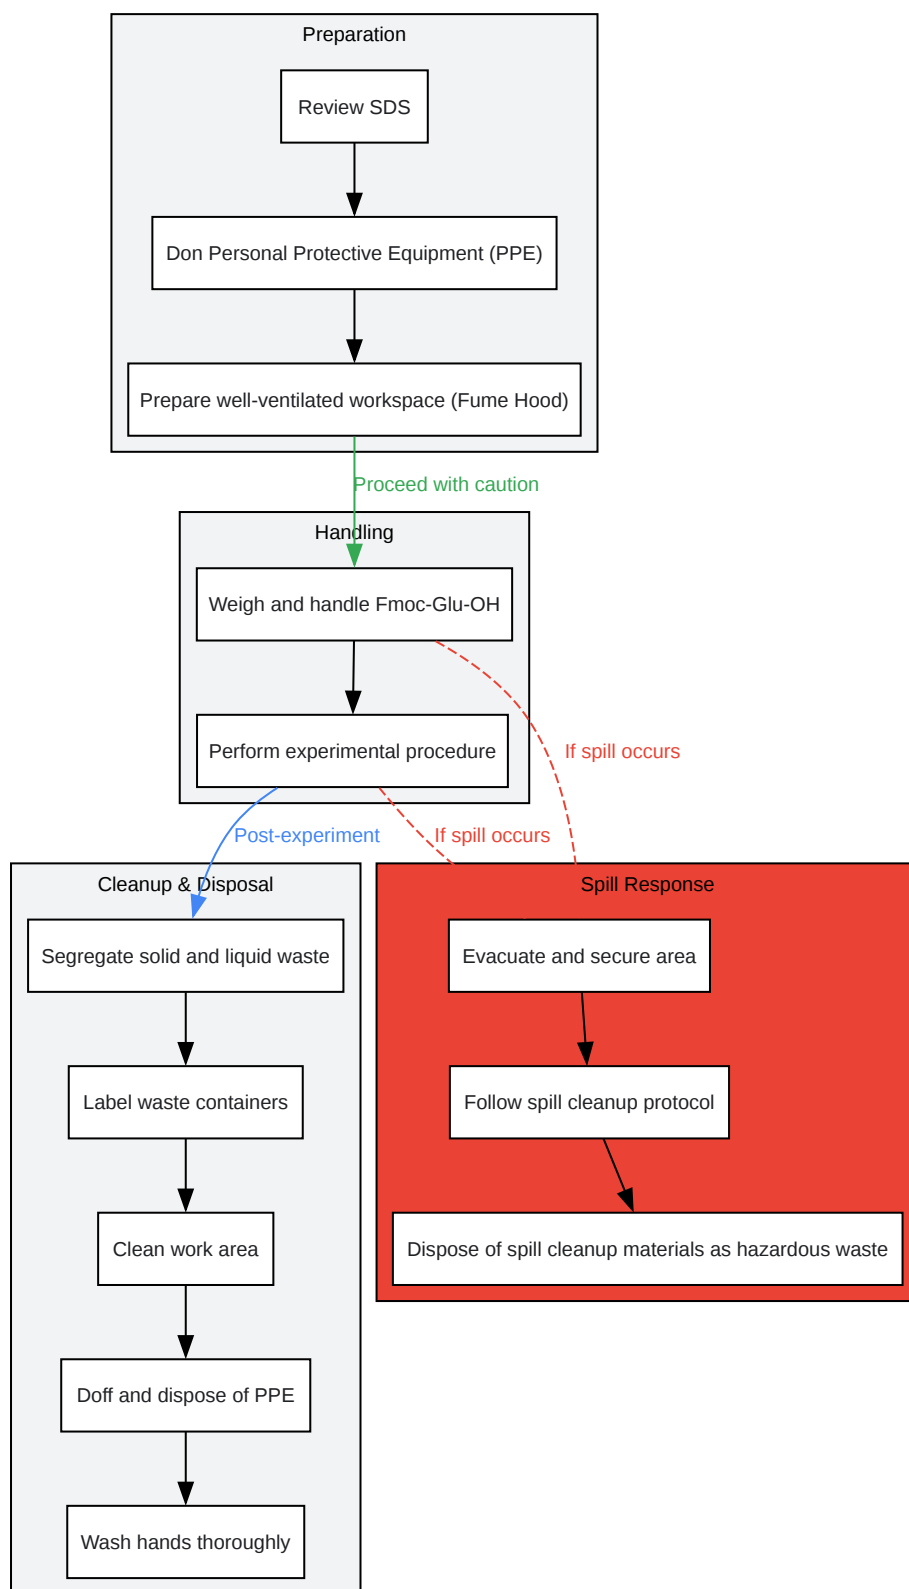 Preparation
Review SDS
Don Personal Protective Equipment (PPE)
Prepare well-ventilated workspace (Fume Hood)
Proceed with caution
Handling
Weigh and handle Fmoc-Glu-OH
Perform experimental procedure
If spill occurs
Post-experiment
If spill occurs
Cleanup & Disposal
Segregate solid and liquid waste
Label waste containers
Clean work area
Doff and dispose of PPE
Wash hands thoroughly
Spill Response
Evacuate and secure area
Follow spill cleanup protocol
Dispose of spill cleanup materials as hazardous waste